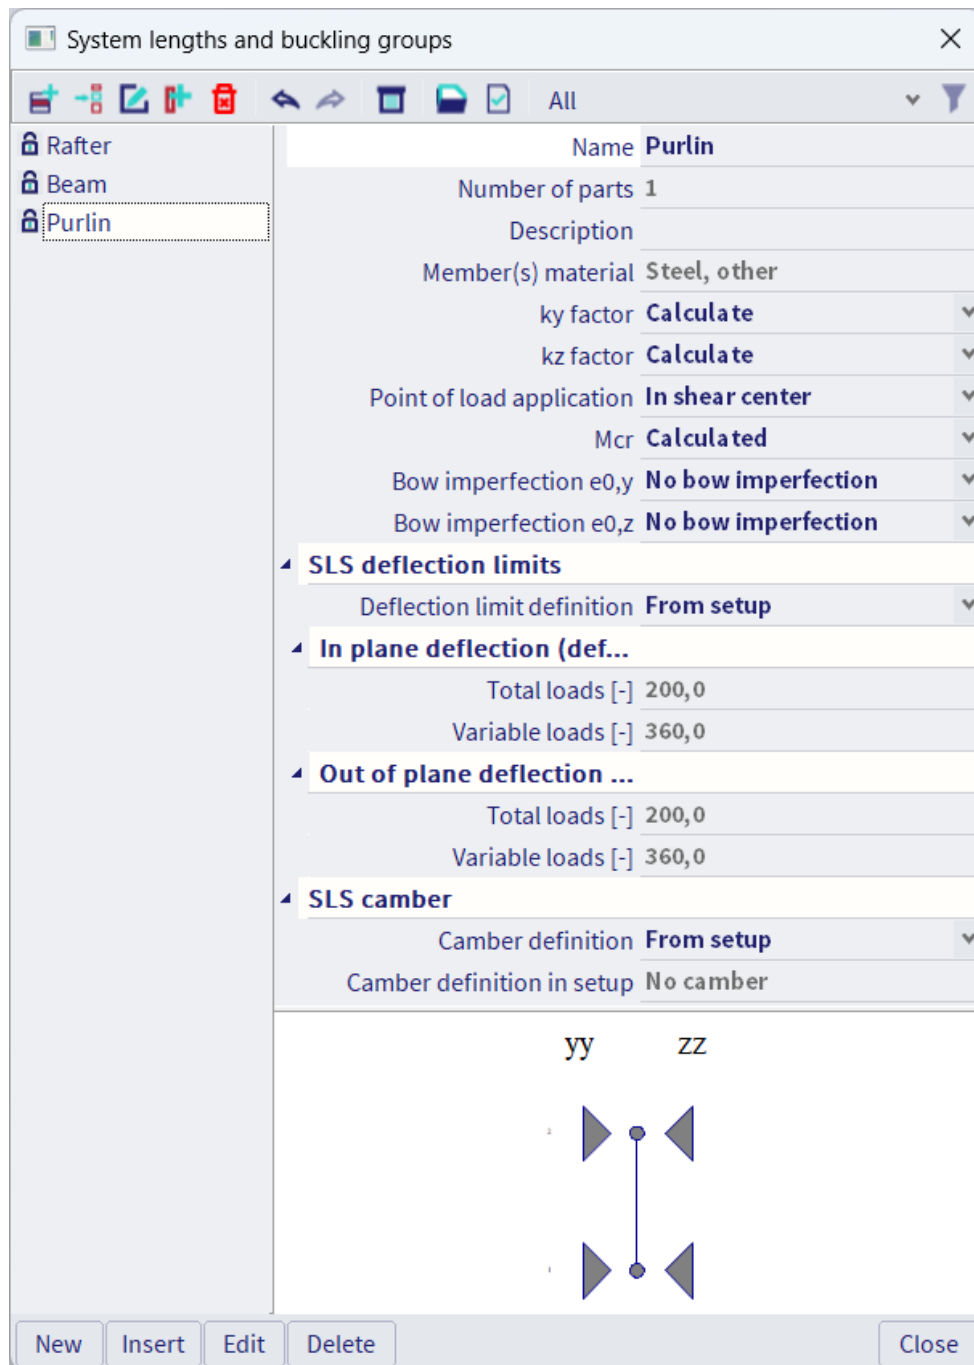 System lengths and buckling groups
All
Rafter
Beam
Purlin
Name Purlin
Number of parts 1
Description
Member(s) material Steel, other
ky factor Calculate
kz factor Calculate
Point of load application In shear center
Mcr Calculated
Bow imperfection e0,y No bow imperfection
Bow imperfection e0,z No bow imperfection
SLS deflection limits
Deflection limit definition From setup
In plane deflection (def...
Total loads [-] 200,0
Variable loads [-] 360,0
Out of plane deflection ...
Total loads [-] 200,0
Variable loads [-] 360,0
SLS camber
Camber definition From setup
Camber definition in setup No camber
yy zz
New Insert Edit Delete Close